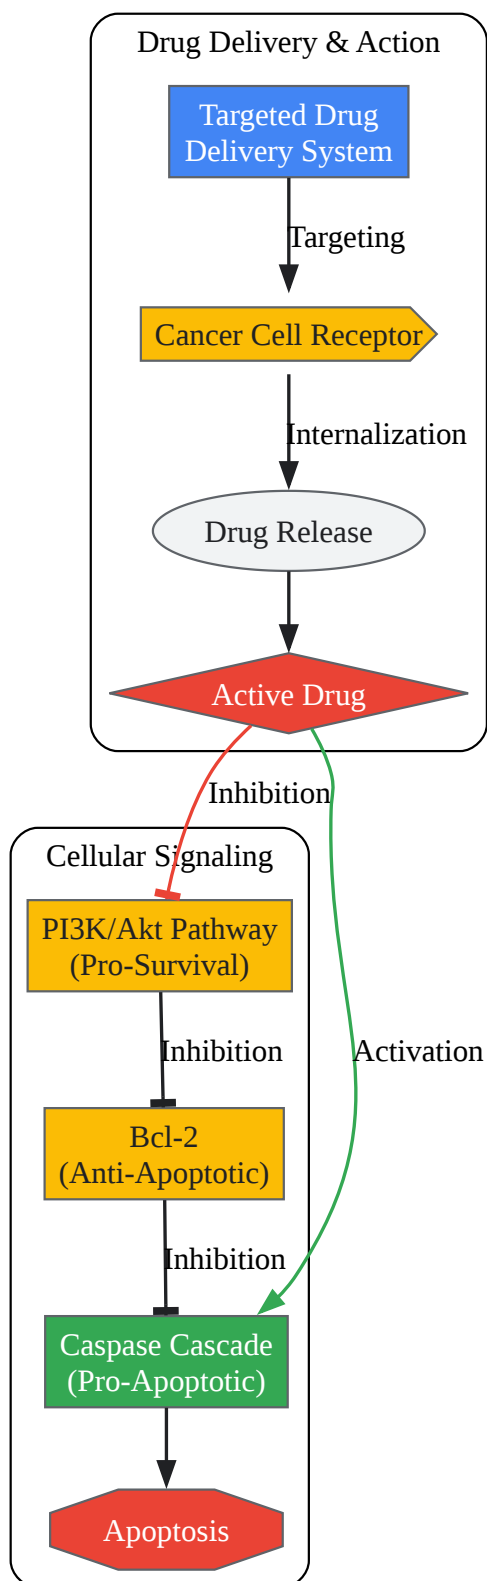 Drug Delivery & Action
Targeted Drug
Delivery System
Targeting
Cancer Cell Receptor
Internalization
Drug Release
Active Drug
Inhibition
Cellular Signaling
PI3K/Akt Pathway
(Pro-Survival)
Inhibition
Activation
Bcl-2
(Anti-Apoptotic)
Inhibition
Caspase Cascade
(Pro-Apoptotic)
Apoptosis